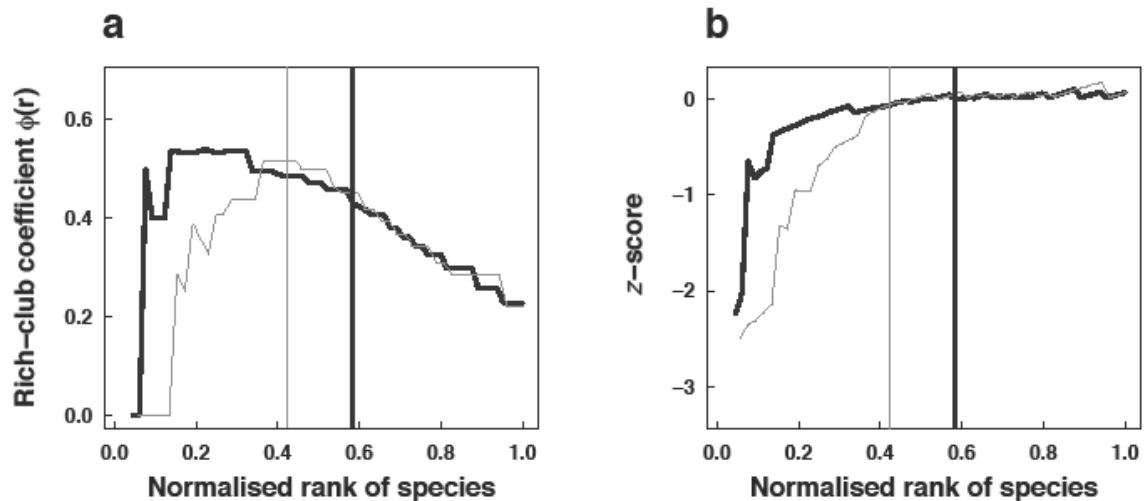 a
Rich−club coefficient ϕ(r)
0.6
0.4
0.2
0.0
0.0 0.2 0.4 0.6 0.8 1.0
Normalised rank of species
b
z−score
0
−1
−2
−3
0.0 0.2 0.4 0.6 0.8 1.0
Normalised rank of species